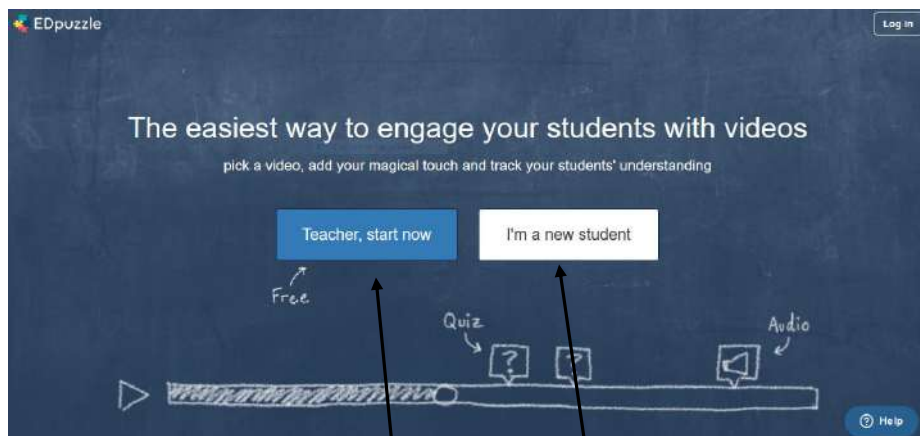 EDpuzzle
Log in
The easiest way to engage your students with videos
pick a video, add your magical touch and track your students' understanding
Teacher, start now
I'm a new student
Free
Quiz
Audio
?
?
? Help